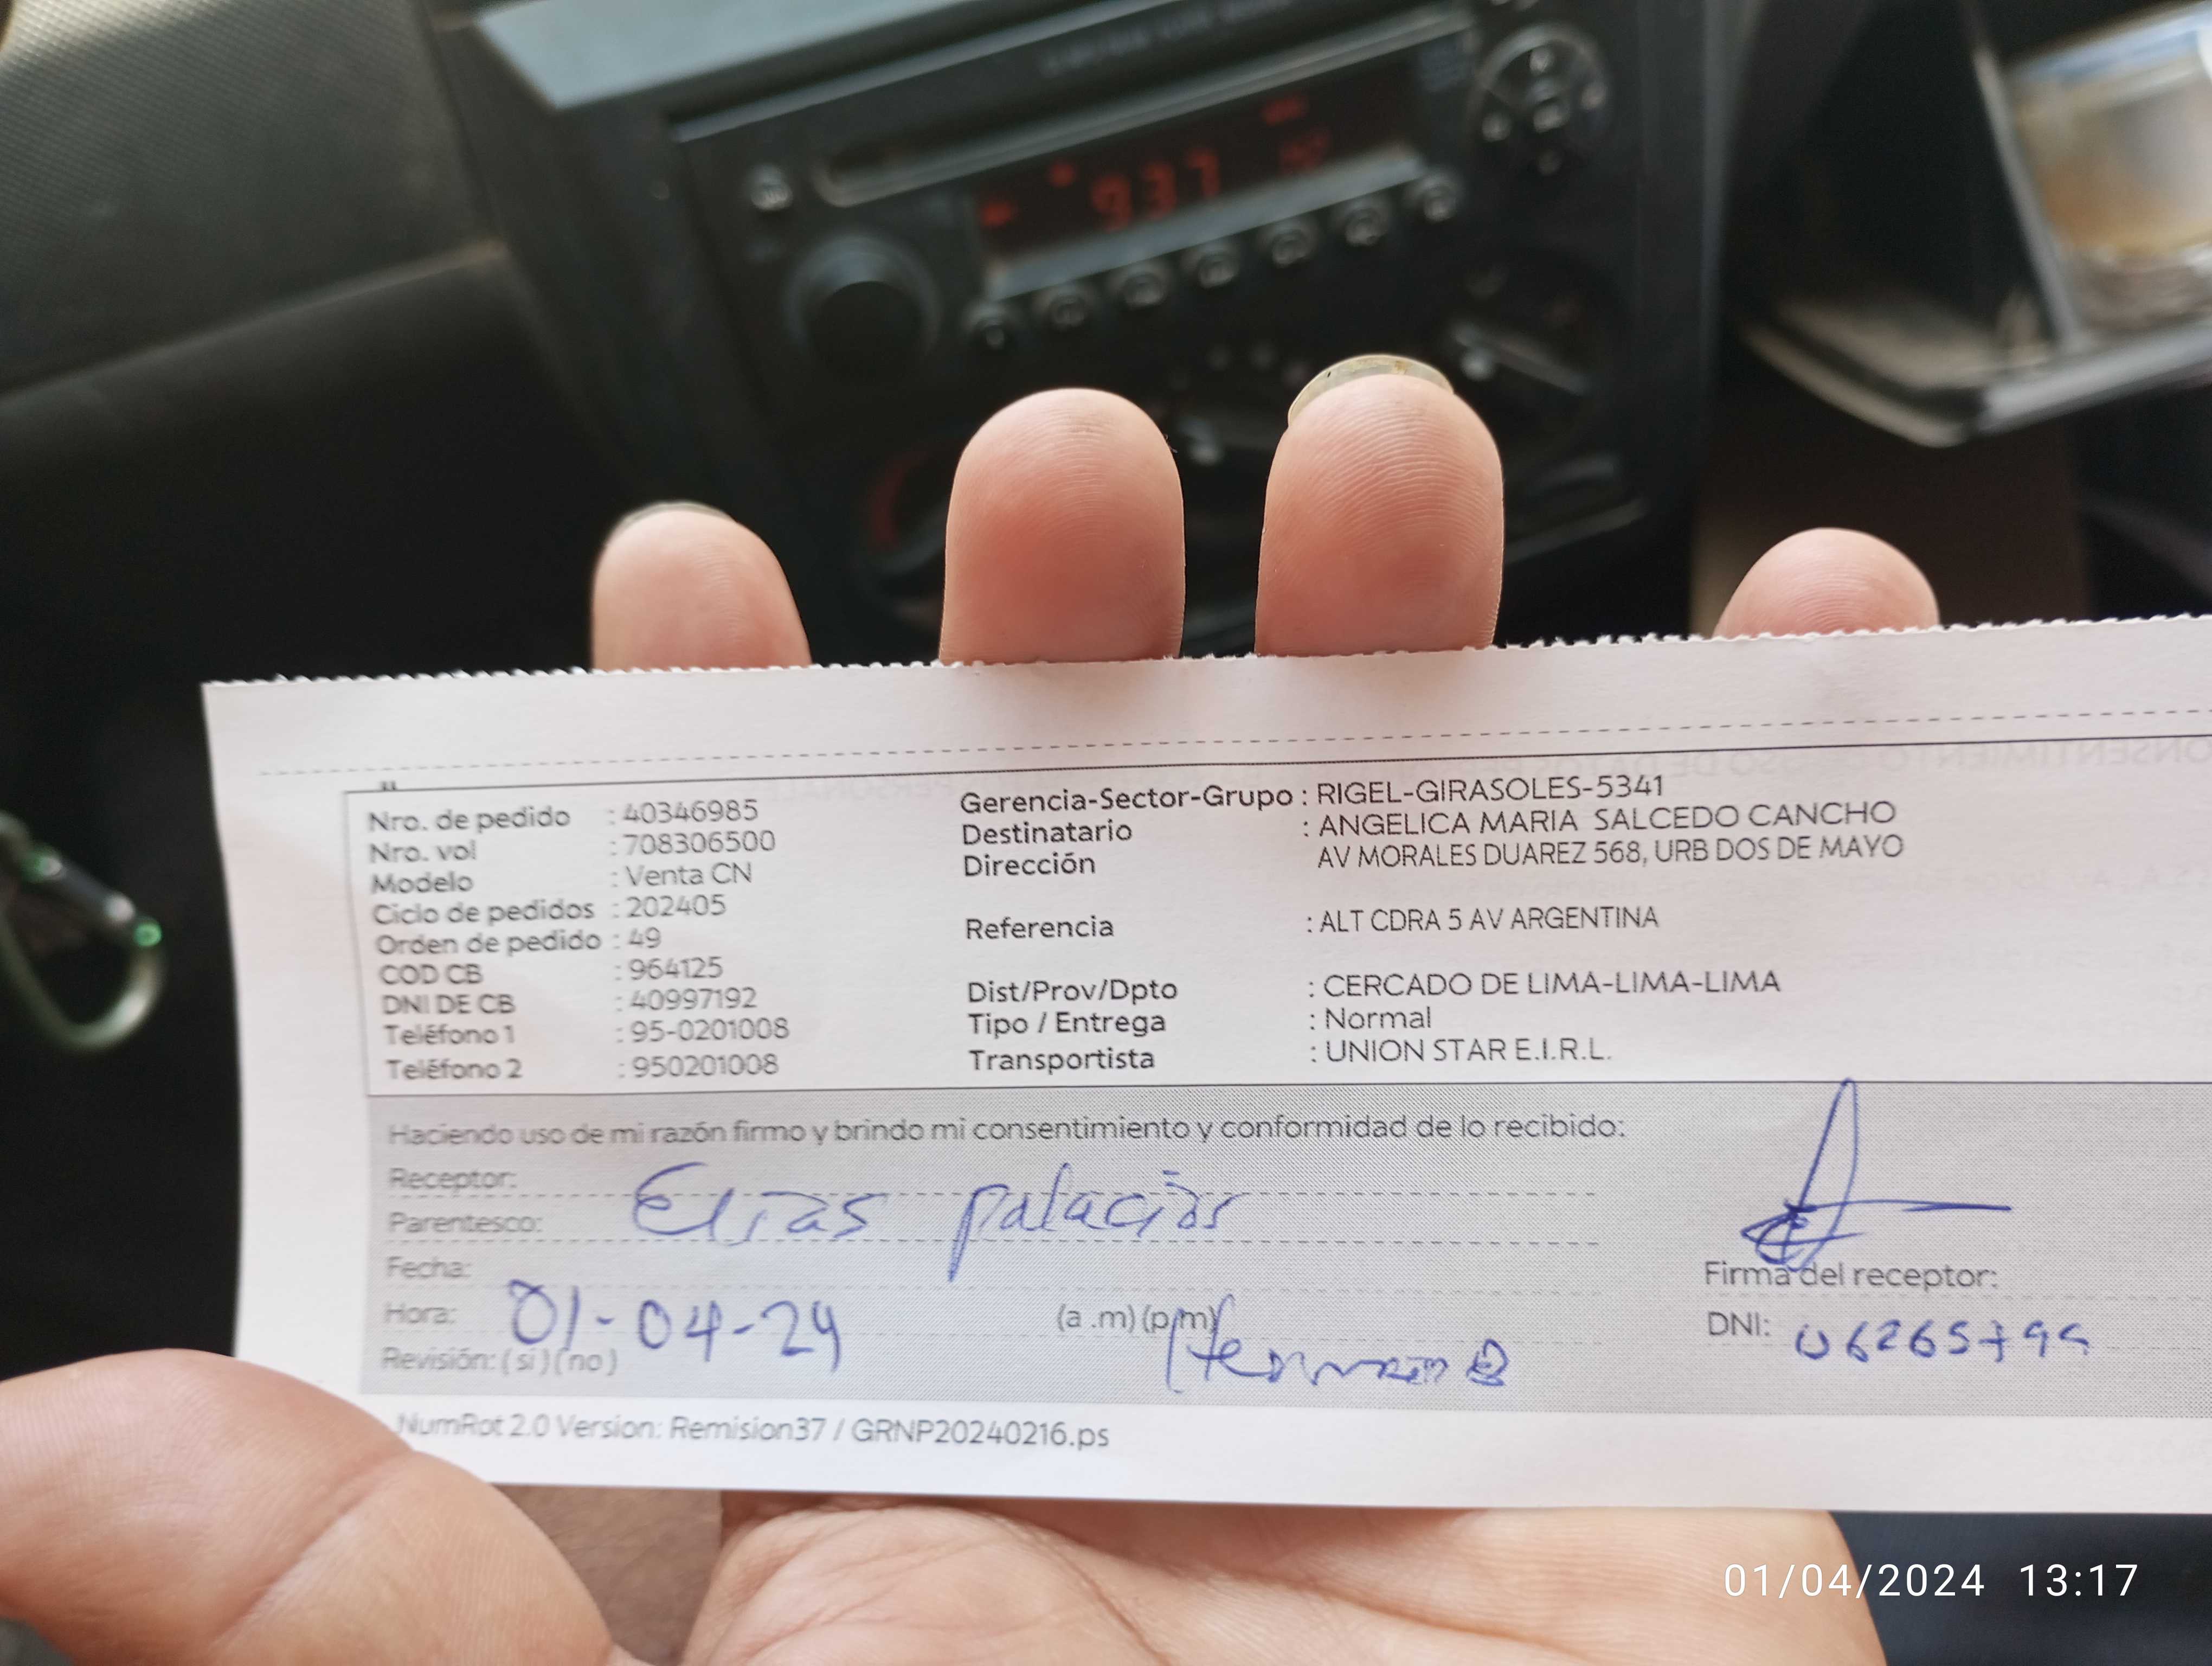 937
Nro. de pedido : 40346985
Nro. vol : 708306500
Modelo : Venta CN
Ciclo de pedidos : 202405
Orden de pedido : 49
COD CB : 964125
DNI DE CB : 40997192
Teléfono 1 : 95-0201008
Teléfono 2 : 950201008
Gerencia-Sector-Grupo : RIGEL-GIRASOLES-5341
Destinatario : ANGELICA MARIA SALCEDO CANCHO
Dirección AV MORALES DUAREZ 568, URB DOS DE MAYO
Referencia : ALT CDRA 5 AV ARGENTINA
Dist/Prov/Dpto : CERCADO DE LIMA-LIMA-LIMA
Tipo / Entrega : Normal
Transportista : UNION STAR E.I.R.L.
Haciendo uso de mi razón firmo y brindo mi consentimiento y conformidad de lo recibido:
Receptor:
Parentesco: Elias palacios
Fecha:
Hora: 01-04-24 (a .m) (p.m)
Revisión: ( si ) ( no )
Firma del receptor:
DNI:
NumRot 2.0 Version: Remision37 / GRNP20240216.ps
01/04/2024 13:17